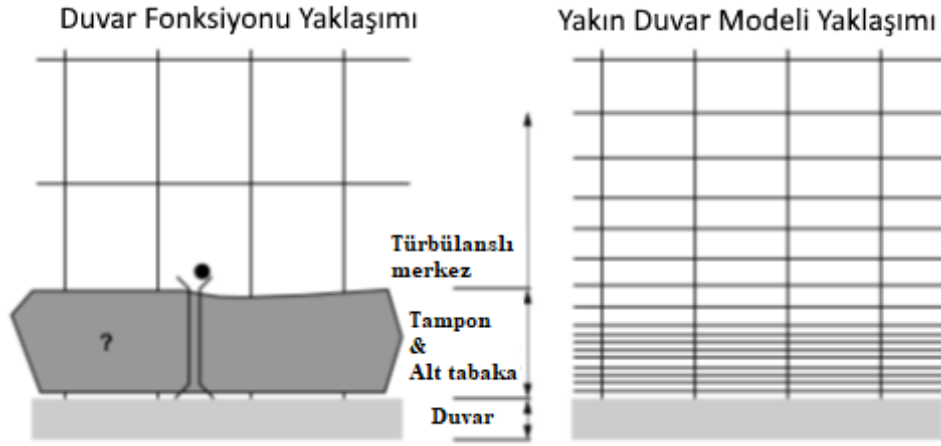 Duvar Fonksiyonu Yaklaşımı
Yakın Duvar Modeli Yaklaşımı
Türbülanslı
merkez
?
Tampon
&
Alt tabaka
Duvar